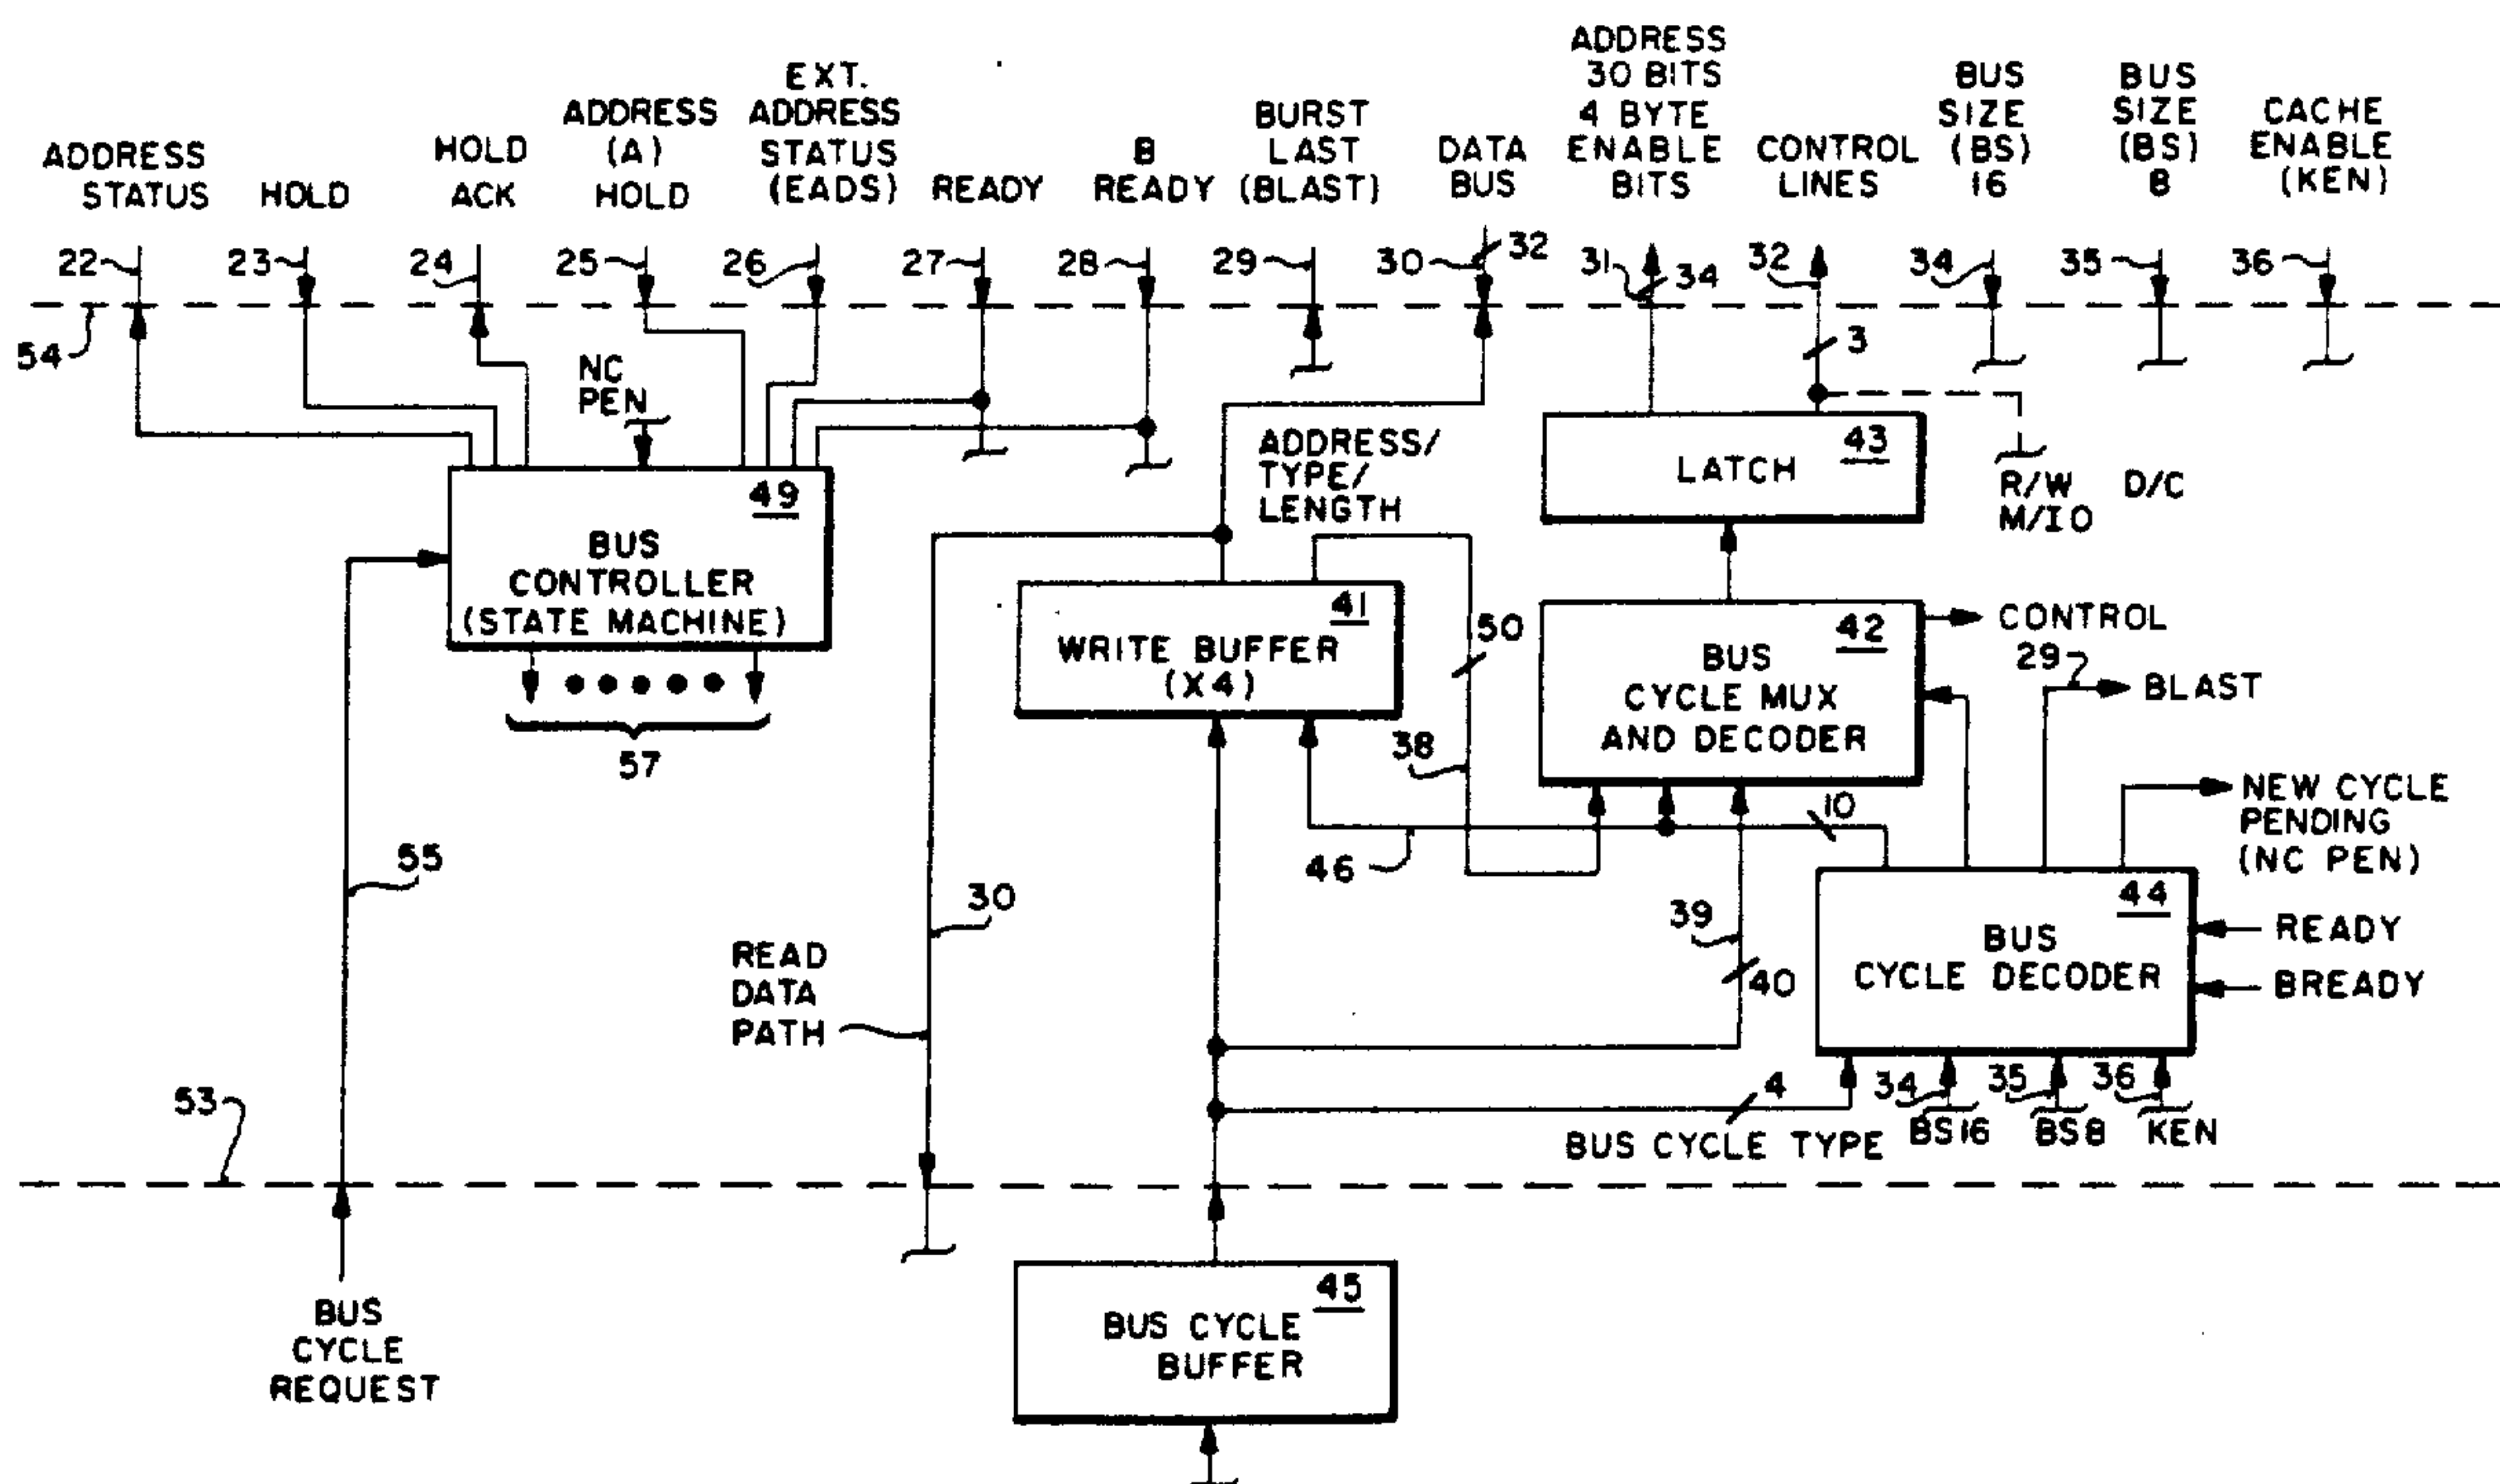 ADDRESS
STATUS
HOLD
HOLD
ACK
ADDRESS
(A)
HOLD
EXT.
ADDRESS
STATUS
(EADS)
READY
B
READY
BURST
LAST
(BLAST)
DATA
BUS
ADDRESS
30 BITS
4 BYTE
ENABLE
BITS
CONTROL
LINES
BUS
SIZE
(BS)
16
BUS
SIZE
(BS)
8
CACHE
ENABLE
(KEN)
22
23
24
25
26
27
28
29
30
32
31
34
32
34
35
36
54
3
NC
PEN
49
BUS
CONTROLLER
(STATE MACHINE)
57
ADDRESS/
TYPE/
LENGTH
43
LATCH
R/W D/C
M/IO
41
WRITE BUFFER
(X4)
50
38
42
BUS
CYCLE MUX
AND DECODER
CONTROL
29
BLAST
10
NEW CYCLE
PENDING
(NC PEN)
46
55
30
READ
DATA
PATH
39
40
44
BUS
CYCLE DECODER
READY
BREADY
4
34
35
36
BUS CYCLE TYPE
BS16
BS8
KEN
53
BUS
CYCLE
REQUEST
45
BUS CYCLE
BUFFER